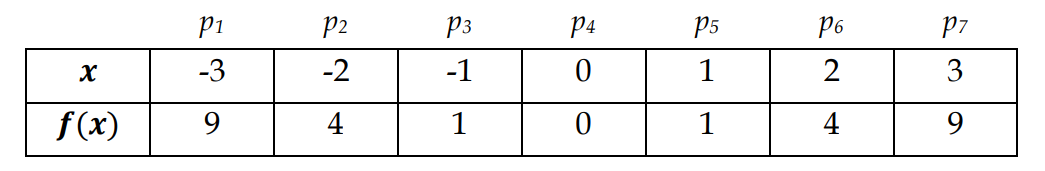 p1 p2 p3 p4 p5 p6 p7
x -3 -2 -1 0 1 2 3
f(x) 9 4 1 0 1 4 9